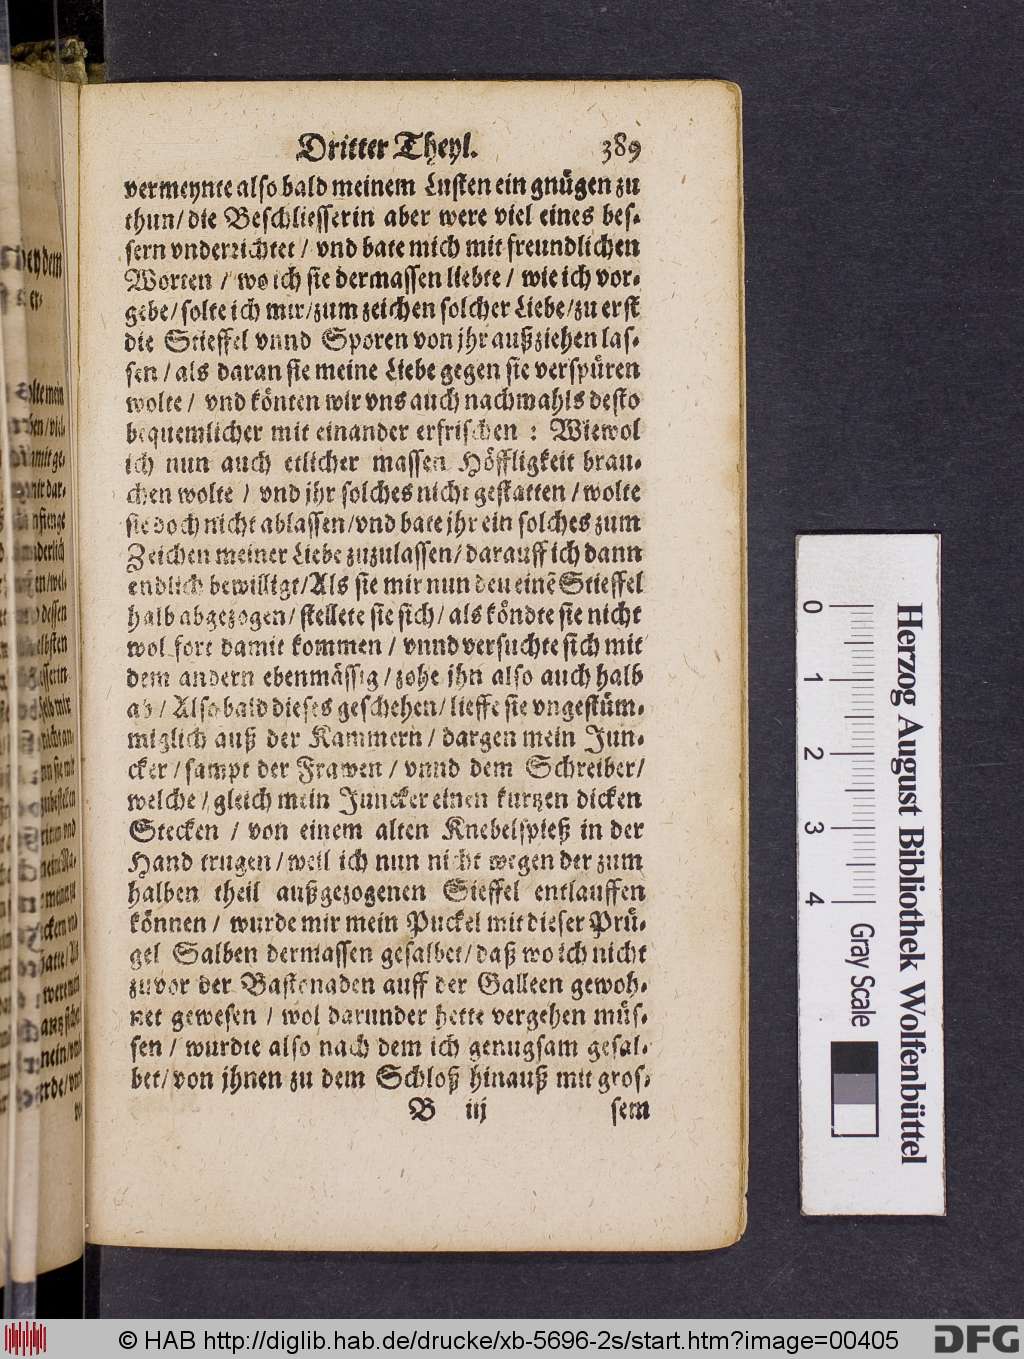 Dritter Theyl. 389
vermeynte also bald meinem Lusten ein gnügen zu
thun/ die Beschliesserin aber were viel eines bes-
sern vnderrichtet / vnd bate mich mit freundlichen
Worten / wo ich sie dermassen liebte / wie ich vor-
gebe/ solte ich mir/ zum zeichen solcher Liebe/ zu erst
die Stieffel vnnd Sporen von jhr außziehen las-
sen / als daran sie meine Liebe gegen sie verspüren
wolte / vnd könten wir vns auch nachmahls desto
bequemlicher mit einander erfrischen : Wiewol
ich nun auch etlicher massen Höffligkeit brau-
chen wolte / vnd jhr solches nicht gestatten / wolte
sie doch nicht ablassen/ vnd bate jhr ein solches zum
Zeichen meiner Liebe zuzulassen/ darauff ich dann
endlich bewilligt/ Als sie mir nun deu einē Stieffel
halb abgezogen/ stellete sie sich/ als köndte sie nicht
wol fort damit kommen / vnnd versuchte sich mit
dem andern ebenmässig/ zohe jhn also auch halb
ab/ Also bald dieses geschehen/ lieffe sie vngestüm-
miglich auß der Kammern / dargen mein Jun-
cker/ sampt der Frawen / vnnd dem Schreiber/
welche/ gleich mein Juncker einen kurtzen dicken
Stecken / von einem alten Knebelspieß in der
Hand trugen/ weil ich nun nicht wegen der zum
halben theil außgezogenen Sieffel entlauffen
können / wurde mir mein Puckel mit dieser Prü-
gel Salben dermassen gesalbet/ daß wo ich nicht
zuvor der Bastonaden auff der Galleen gewoh-
net gewesen / wol darunder hette vergehen müs-
sen / wurdte also nach dem ich genugsam gesal-
bet/ von jhnen zu dem Schloß hinauß mit gros-
B iij sem
0 1 2 3 4
Gray Scale
Herzog August Bibliothek Wolfenbüttel
© HAB http://diglib.hab.de/drucke/xb-5696-2s/start.htm?image=00405
DFG